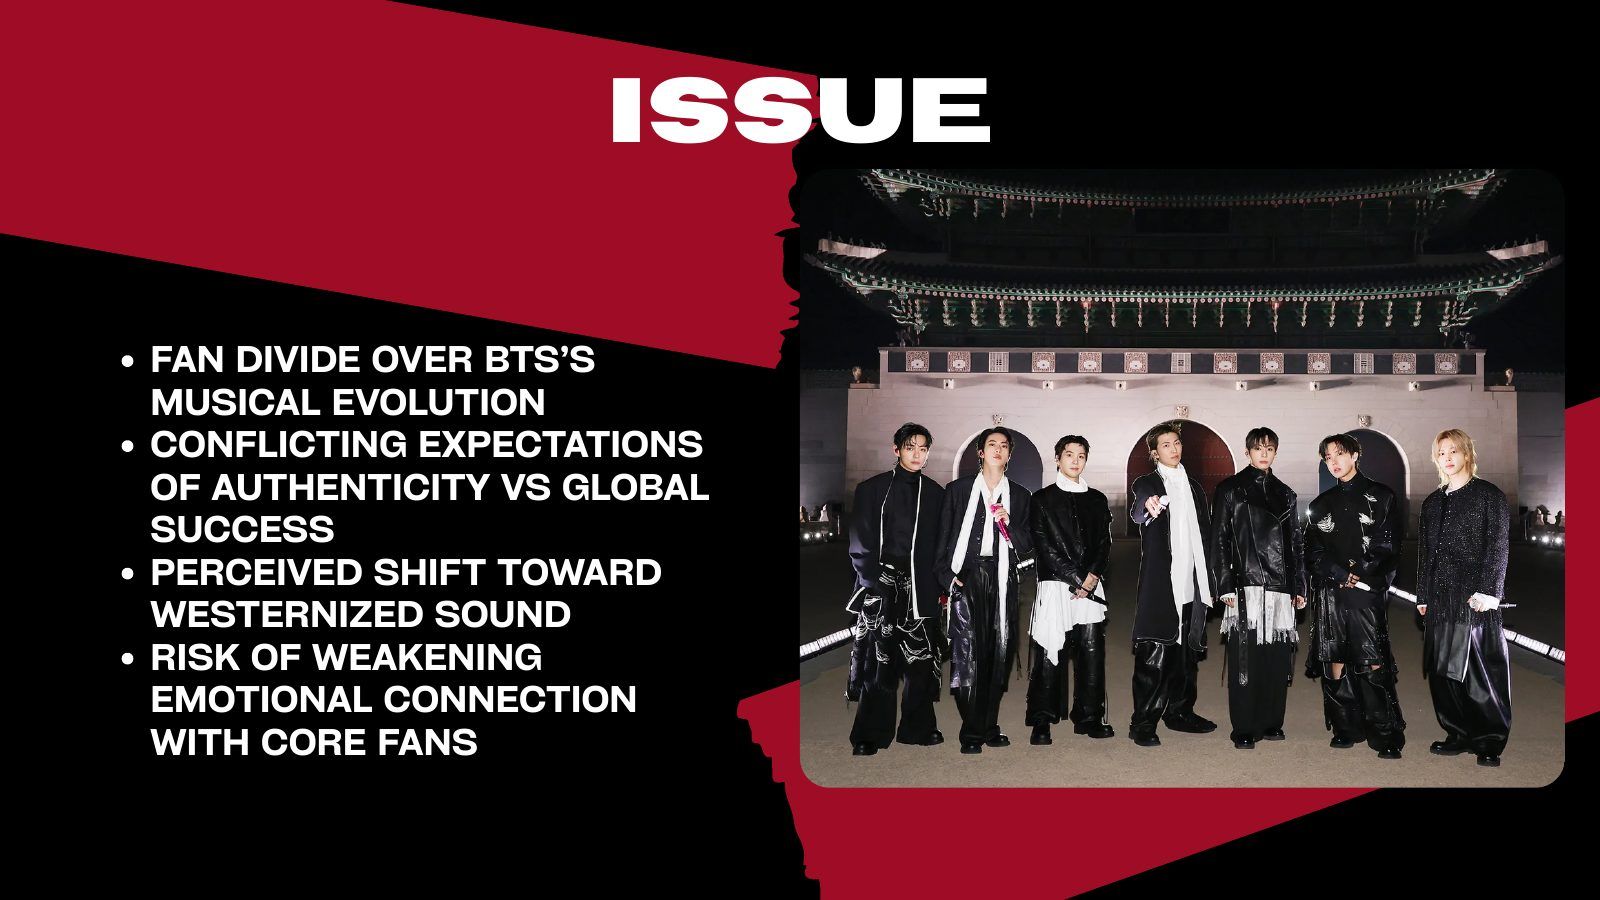 ISSUE
• FAN DIVIDE OVER BTS’S
MUSICAL EVOLUTION
• CONFLICTING EXPECTATIONS
OF AUTHENTICITY VS GLOBAL
SUCCESS
• PERCEIVED SHIFT TOWARD
WESTERNIZED SOUND
• RISK OF WEAKENING
EMOTIONAL CONNECTION
WITH CORE FANS